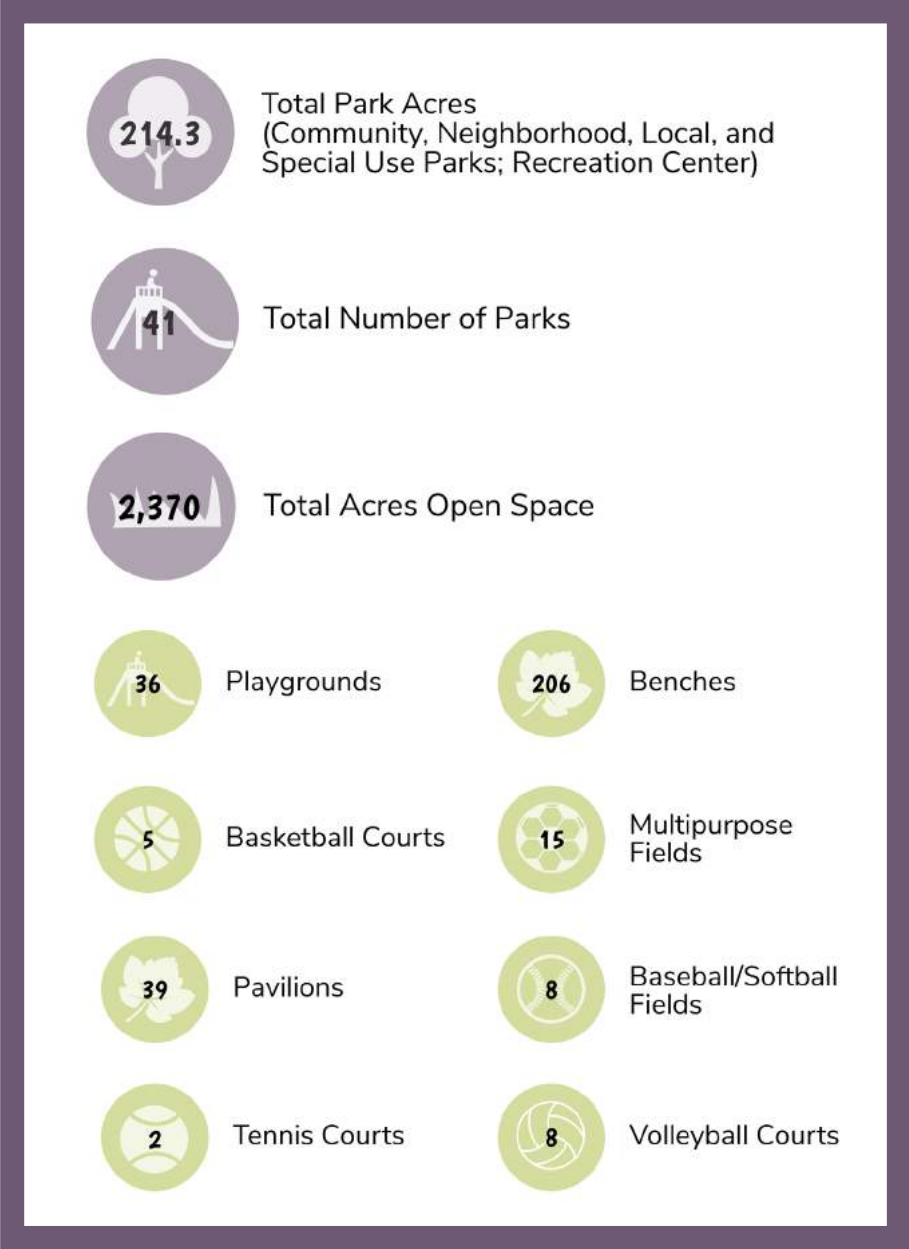 214.3
Total Park Acres
(Community, Neighborhood, Local, and
Special Use Parks; Recreation Center)
41
Total Number of Parks
2,370
Total Acres Open Space
36
Playgrounds
206
Benches
5
Basketball Courts
15
Multipurpose
Fields
39
Pavilions
8
Baseball/Softball
Fields
2
Tennis Courts
8
Volleyball Courts